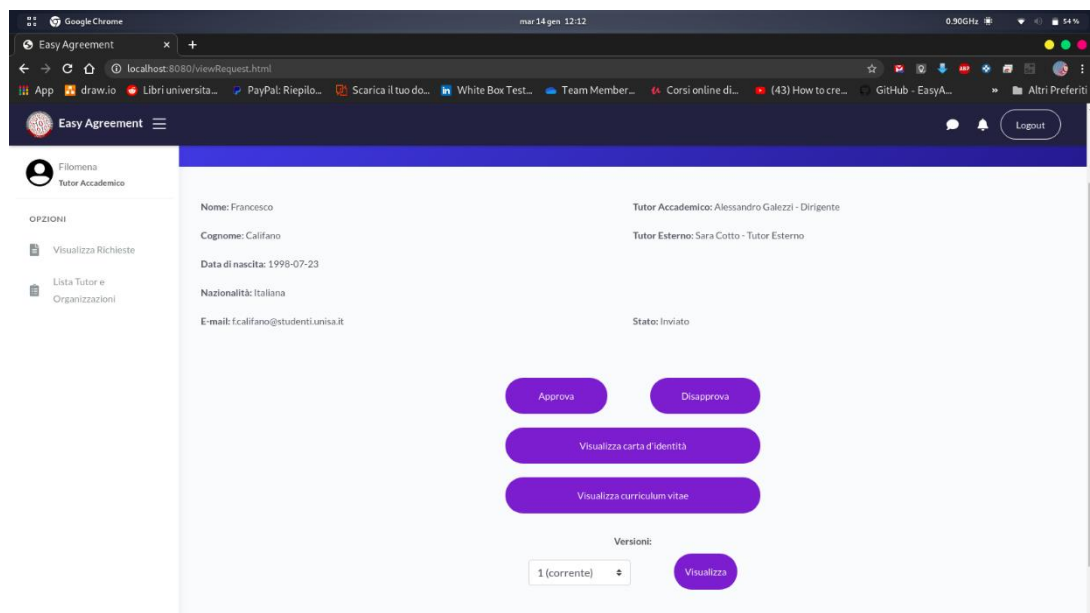 Google Chrome
mar 14 gen 12:12
0.90GHz
54 %
Easy Agreement × +
localhost:8080/viewRequest.html
App draw.io Libri universita... PayPal: Riepilo... Scarica il tuo do... White Box Test... Team Member... Corsi online di... (43) How to cre... GitHub - EasyA... » Altri Preferiti
Easy Agreement
Logout
Filomena
Tutor Accademico
OPZIONI
Visualizza Richieste
Lista Tutor e
Organizzazioni
Nome: Francesco
Tutor Accademico: Alessandro Galezzi - Dirigente
Cognome: Califano
Tutor Esterno: Sara Cotto - Tutor Esterno
Data di nascita: 1998-07-23
Nazionalità: Italiana
E-mail: f.califano@studenti.unisa.it
Stato: Inviato
Approva
Disapprova
Visualizza carta d'identità
Visualizza curriculum vitae
Versioni:
1 (corrente)
Visualizza